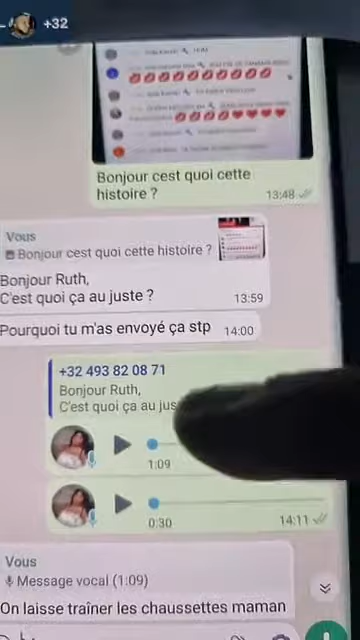 +32
Bonjour cest quoi cette
histoire ?
13:48
Vous
Bonjour cest quoi cette histoire ?
Bonjour Ruth,
C'est quoi ça au juste ?
13:59
Pourquoi tu m'as envoyé ça stp
14:00
+32 493 82 08 71
Bonjour Ruth,
C'est quoi ça au jus
1:09
0:30
14:11
Vous
Message vocal (1:09)
On laisse traîner les chaussettes maman